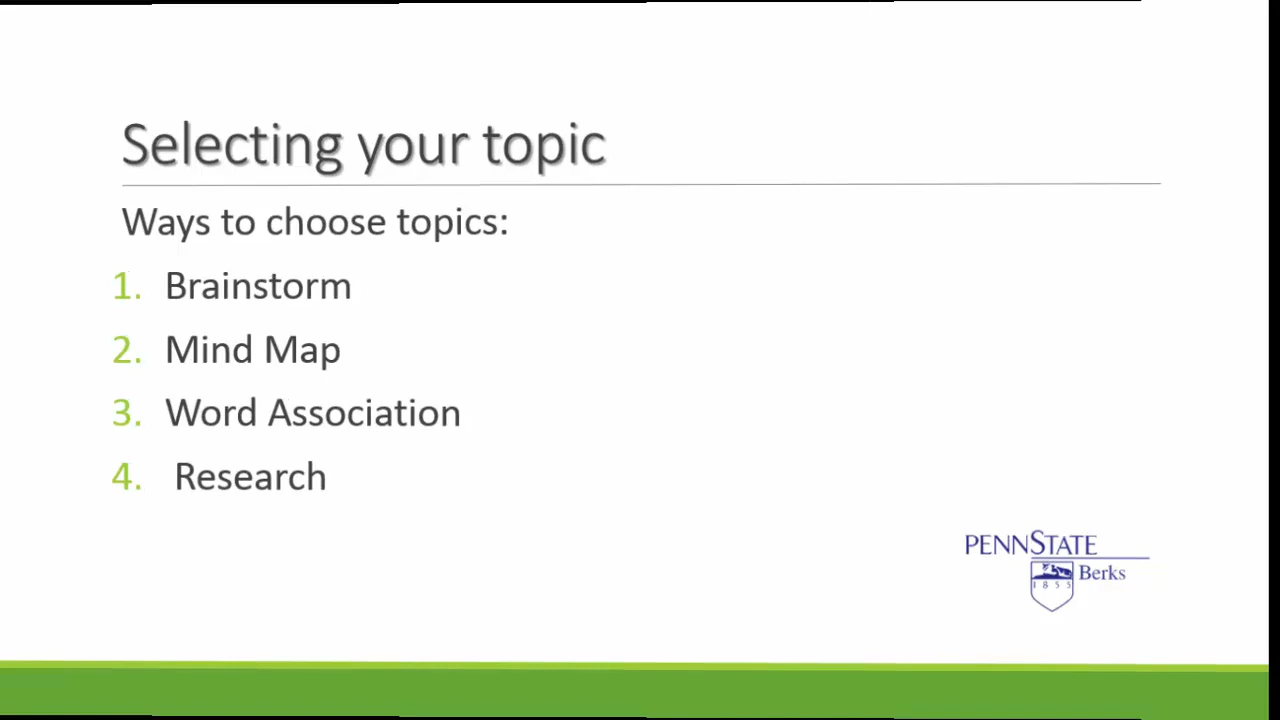 Selecting your topic
Ways to choose topics:
1. Brainstorm
2. Mind Map
3. Word Association
4. Research
PENNSTATE
Berks
1855